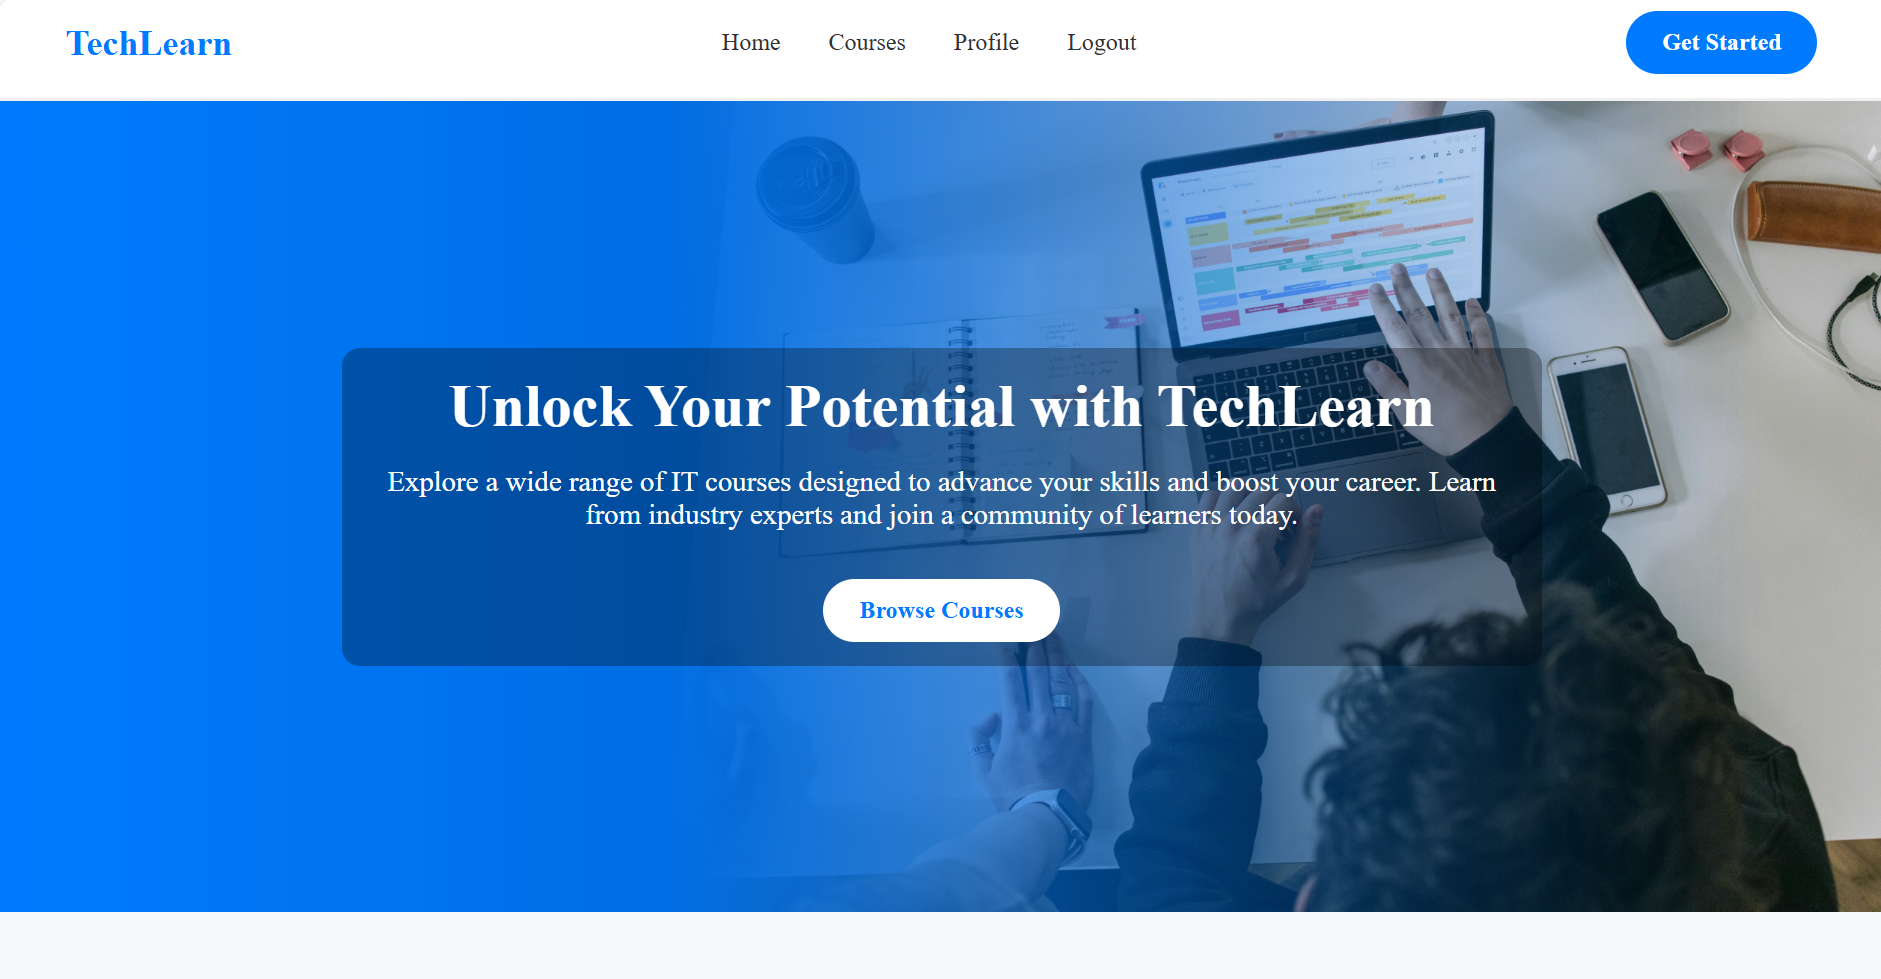 TechLearn
Home
Courses
Profile
Logout
Get Started
Unlock Your Potential with TechLearn
Explore a wide range of IT courses designed to advance your skills and boost your career. Learn
from industry experts and join a community of learners today.
Browse Courses